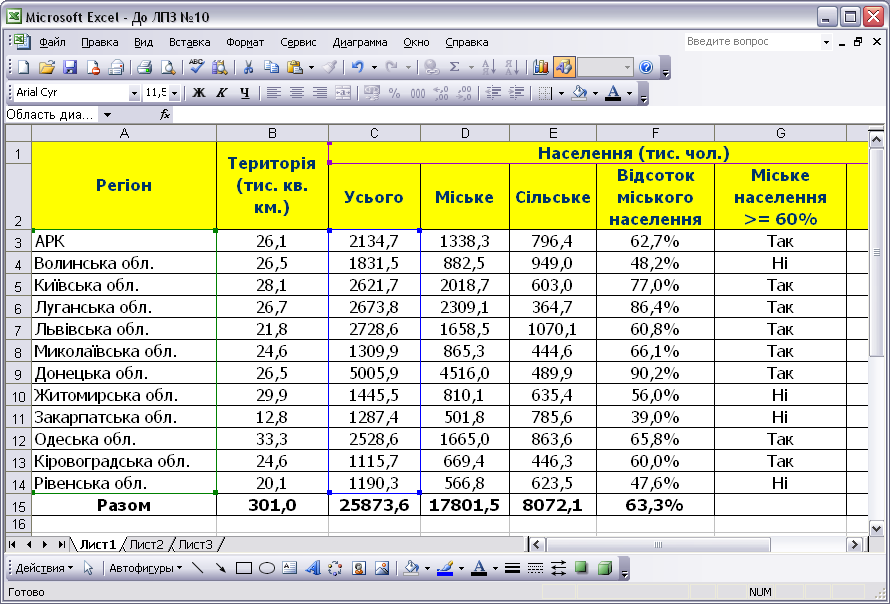 Microsoft Excel - До ЛПЗ №10
Файл Правка Вид Вставка Формат Сервис Диаграмма Окно Справка Введите вопрос
Arial Cyr 11,5 Ж К Ч % 000
Область диа... fx
A B C D E F G
1 Регіон Територія (тис. кв. км.) Населення (тис. чол.)
2 Усього Міське Сільське Відсоток міського населення Міське населення >= 60%
3 АРК 26,1 2134,7 1338,3 796,4 62,7% Так
4 Волинська обл. 26,5 1831,5 882,5 949,0 48,2% Ні
5 Київська обл. 28,1 2621,7 2018,7 603,0 77,0% Так
6 Луганська обл. 26,7 2673,8 2309,1 364,7 86,4% Так
7 Львівська обл. 21,8 2728,6 1658,5 1070,1 60,8% Так
8 Миколаївська обл. 24,6 1309,9 865,3 444,6 66,1% Так
9 Донецька обл. 26,5 5005,9 4516,0 489,9 90,2% Так
10 Житомирська обл. 29,9 1445,5 810,1 635,4 56,0% Ні
11 Закарпатська обл. 12,8 1287,4 501,8 785,6 39,0% Ні
12 Одеська обл. 33,3 2528,6 1665,0 863,6 65,8% Так
13 Кіровоградська обл. 24,6 1115,7 669,4 446,3 60,0% Так
14 Рівенська обл. 20,1 1190,3 566,8 623,5 47,6% Ні
15 Разом 301,0 25873,6 17801,5 8072,1 63,3%
16
Лист1 Лист2 Лист3
Действия Автофигуры
Готово NUM